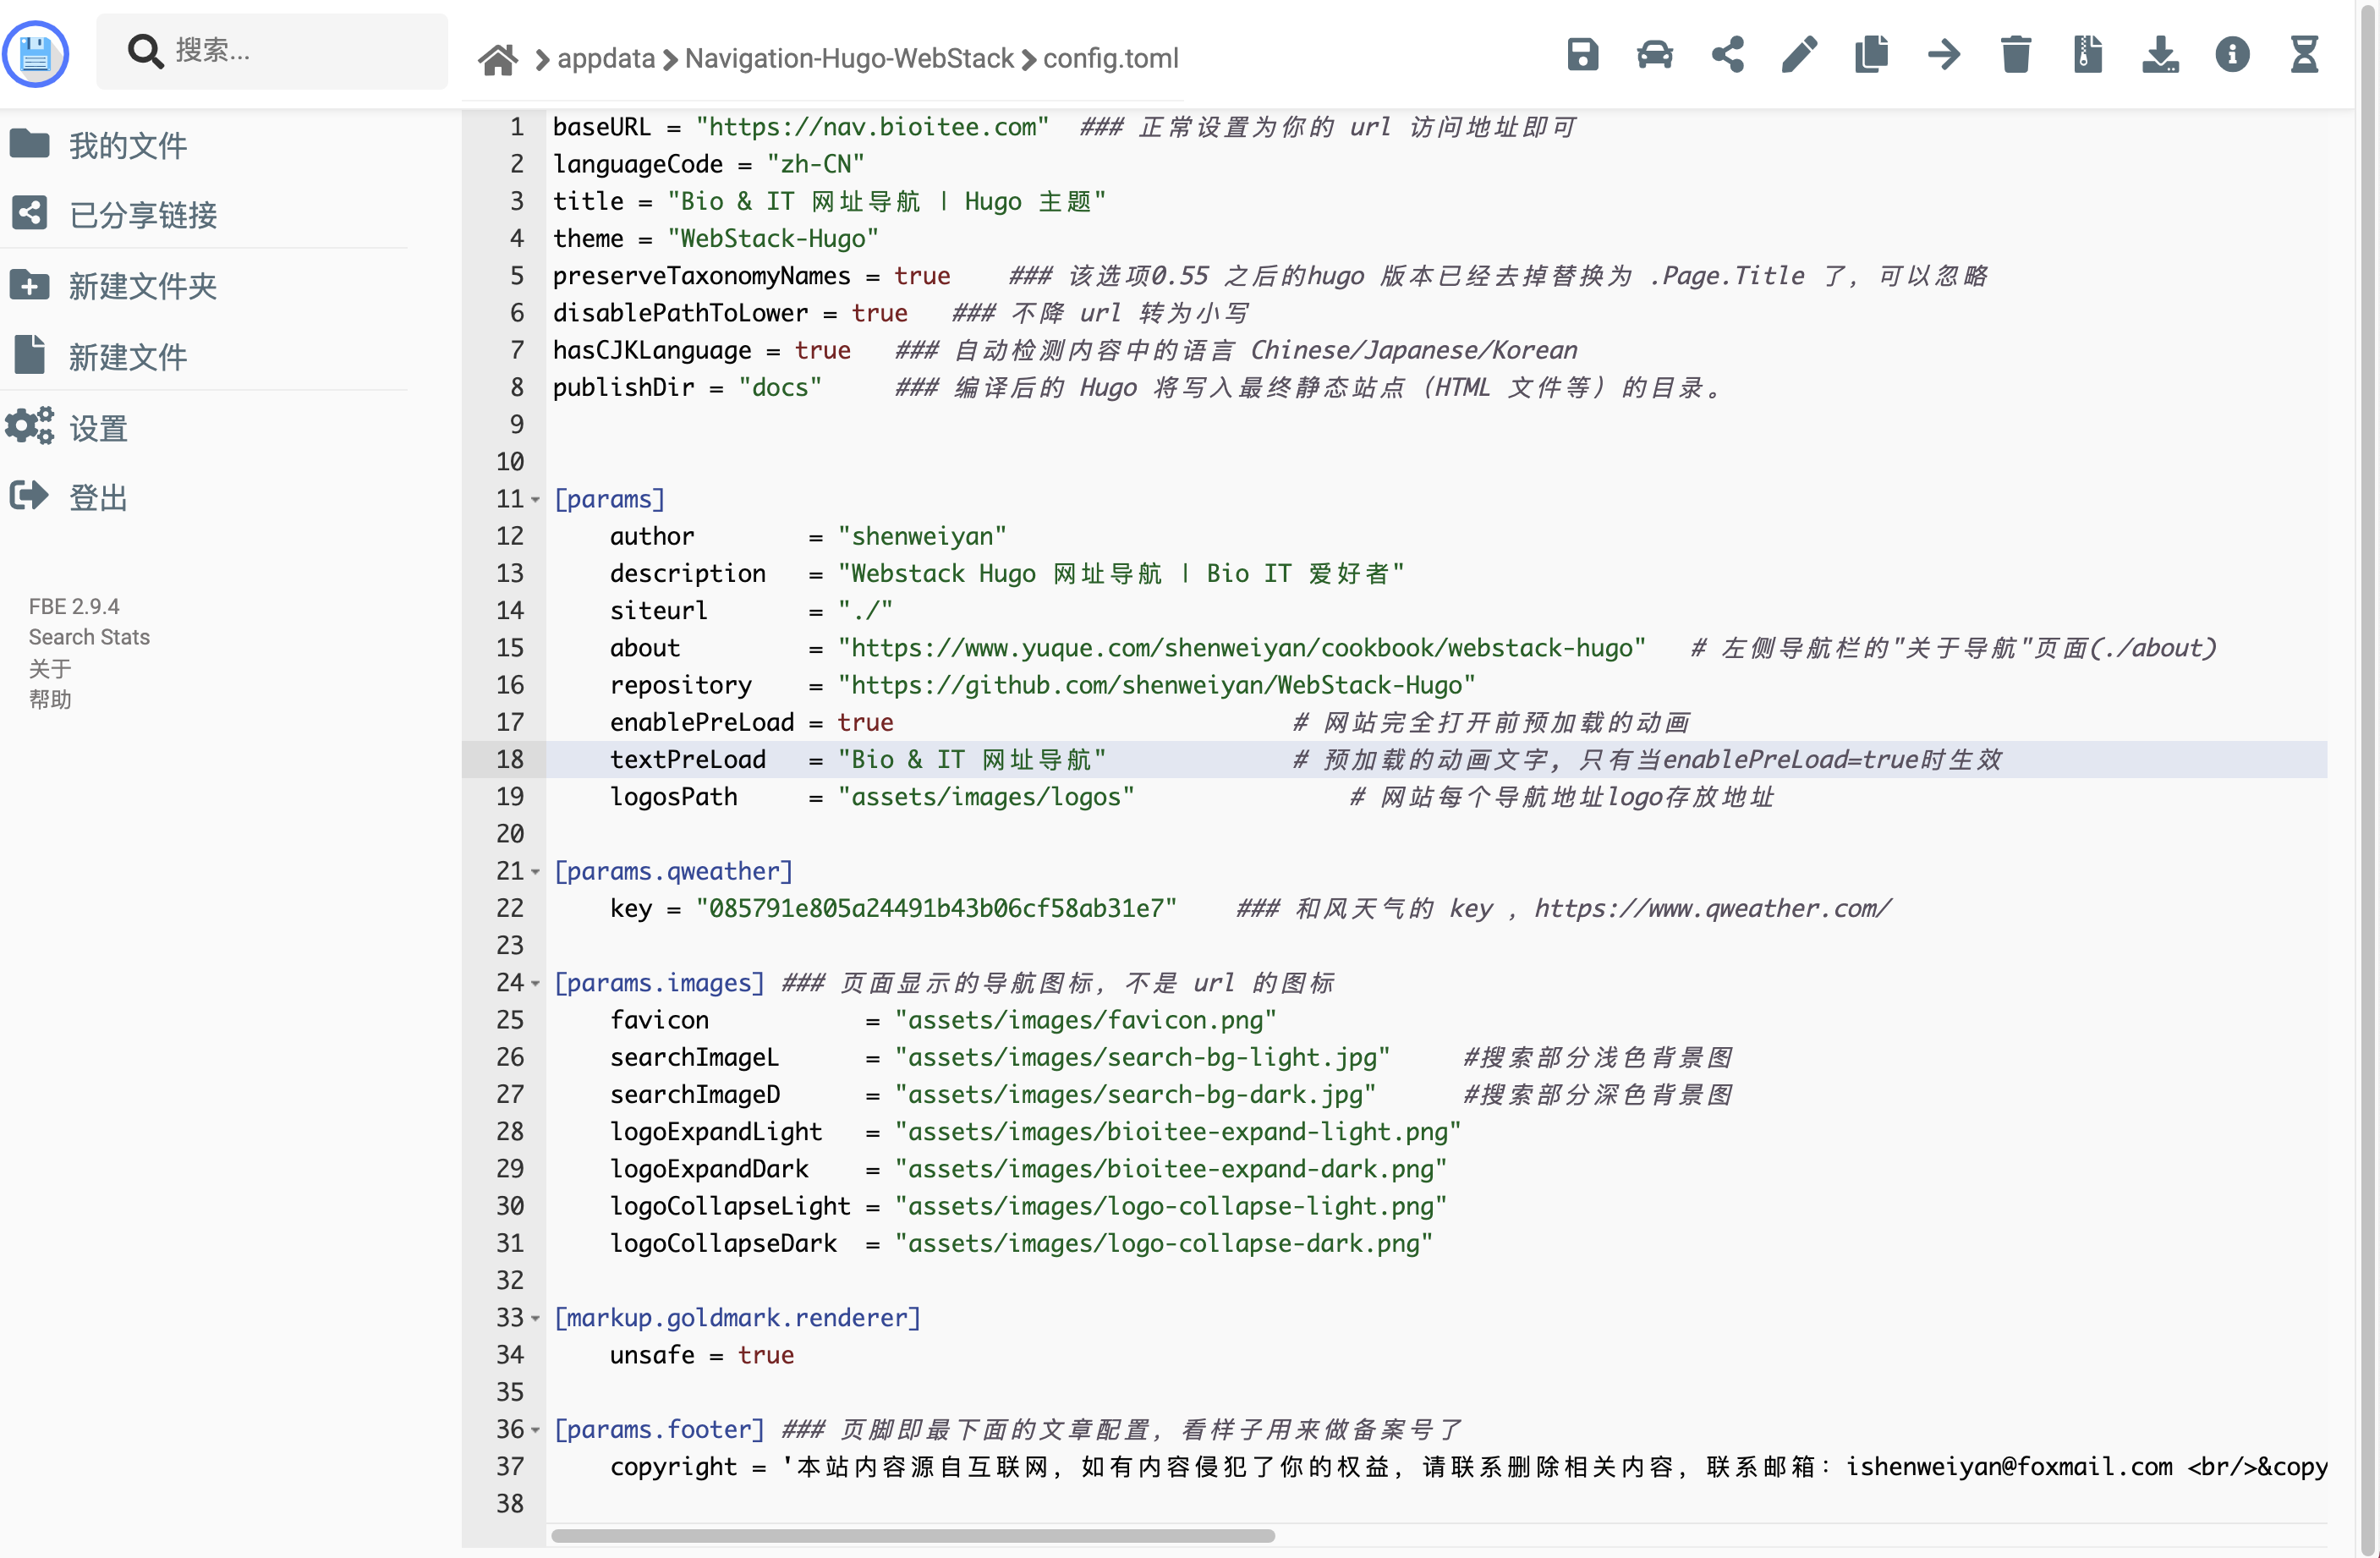 搜索...
appdata Navigation-Hugo-WebStack config.toml
我的文件
已分享链接
新建文件夹
新建文件
设置
登出
FBE 2.9.4
Search Stats
关于
帮助
1 baseURL = "https://nav.bioitee.com" ### 正常设置为你的 url 访问地址即可
2 languageCode = "zh-CN"
3 title = "Bio & IT 网址导航 | Hugo 主题"
4 theme = "WebStack-Hugo"
5 preserveTaxonomyNames = true ### 该选项0.55 之后的hugo 版本已经去掉替换为 .Page.Title 了，可以忽略
6 disablePathToLower = true ### 不降 url 转为小写
7 hasCJKLanguage = true ### 自动检测内容中的语言 Chinese/Japanese/Korean
8 publishDir = "docs" ### 编译后的 Hugo 将写入最终静态站点（HTML 文件等）的目录。
9
10
11 [params]
12 author = "shenweiyan"
13 description = "Webstack Hugo 网址导航 | Bio IT 爱好者"
14 siteurl = "./"
15 about = "https://www.yuque.com/shenweiyan/cookbook/webstack-hugo" # 左侧导航栏的"关于导航"页面(./about)
16 repository = "https://github.com/shenweiyan/WebStack-Hugo"
17 enablePreLoad = true # 网站完全打开前预加载的动画
18 textPreLoad = "Bio & IT 网址导航" # 预加载的动画文字，只有当enablePreLoad=true时生效
19 logosPath = "assets/images/logos" # 网站每个导航地址logo存放地址
20
21 [params.qweather]
22 key = "085791e805a24491b43b06cf58ab31e7" ### 和风天气的 key ，https://www.qweather.com/
23
24 [params.images] ### 页面显示的导航图标，不是 url 的图标
25 favicon = "assets/images/favicon.png"
26 searchImageL = "assets/images/search-bg-light.jpg" #搜索部分浅色背景图
27 searchImageD = "assets/images/search-bg-dark.jpg" #搜索部分深色背景图
28 logoExpandLight = "assets/images/bioitee-expand-light.png"
29 logoExpandDark = "assets/images/bioitee-expand-dark.png"
30 logoCollapseLight = "assets/images/logo-collapse-light.png"
31 logoCollapseDark = "assets/images/logo-collapse-dark.png"
32
33 [markup.goldmark.renderer]
34 unsafe = true
35
36 [params.footer] ### 页脚即最下面的文章配置，看样子用来做备案号了
37 copyright = '本站内容源自互联网，如有内容侵犯了你的权益，请联系删除相关内容，联系邮箱：ishenweiyan@foxmail.com <br/>&copy
38